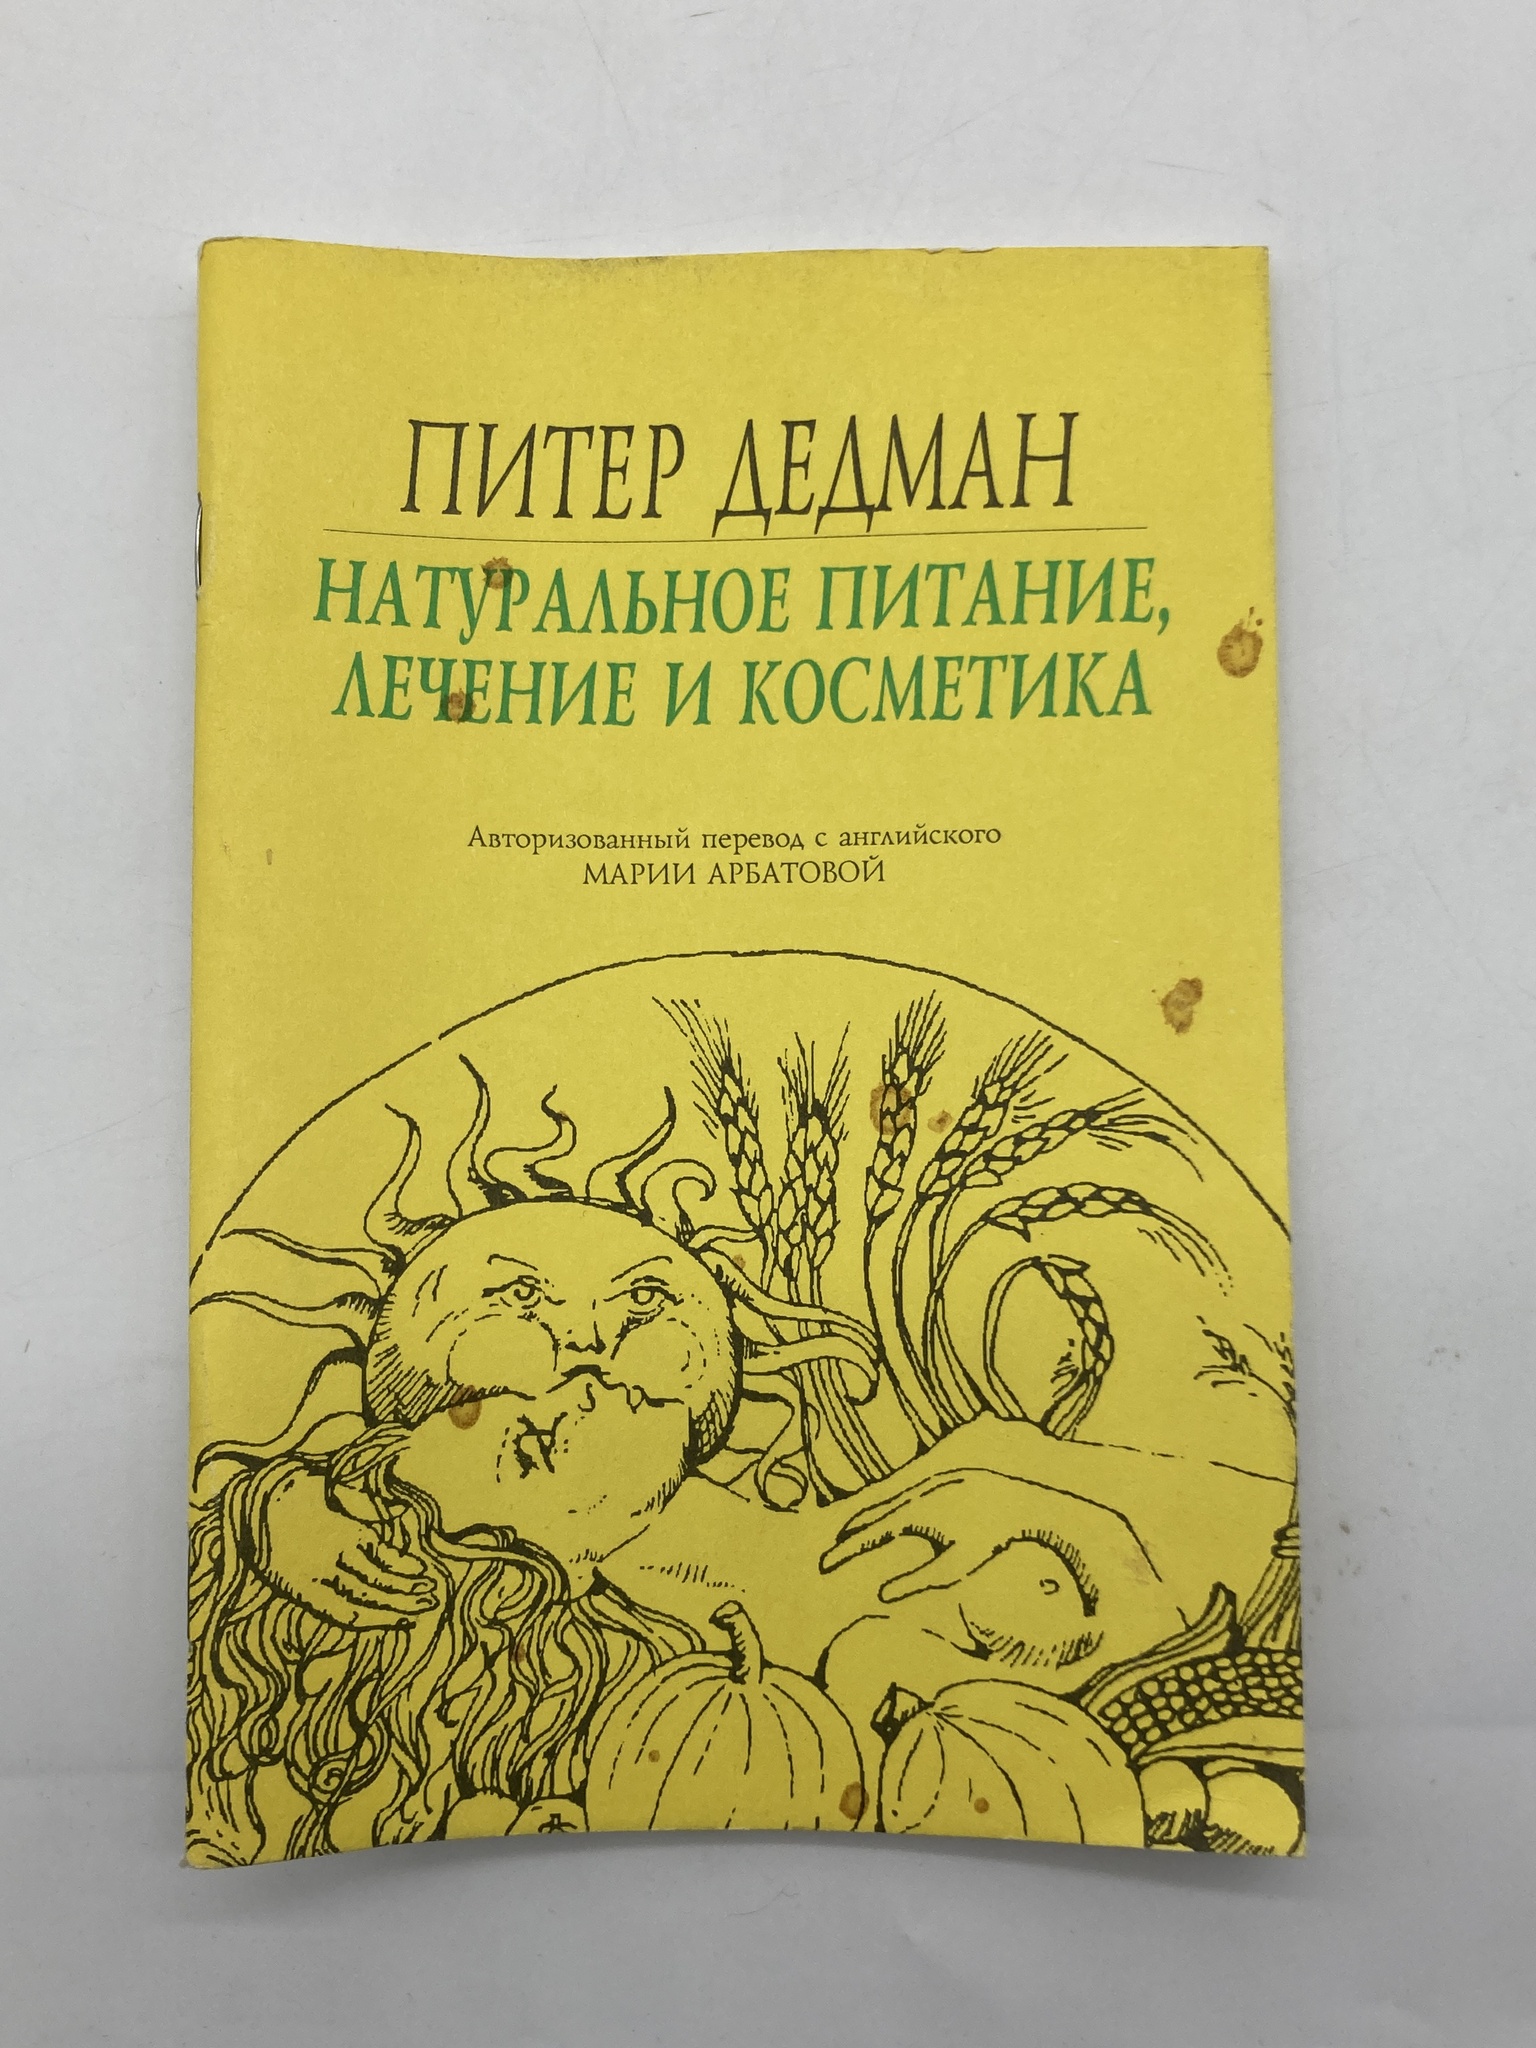 ПИТЕР ДЕДМАН
НАТУРАЛЬНОЕ ПИТАНИЕ,
ЛЕЧЕНИЕ И КОСМЕТИКА
Авторизованный перевод с английского
МАРИИ АРБАТОВОЙ